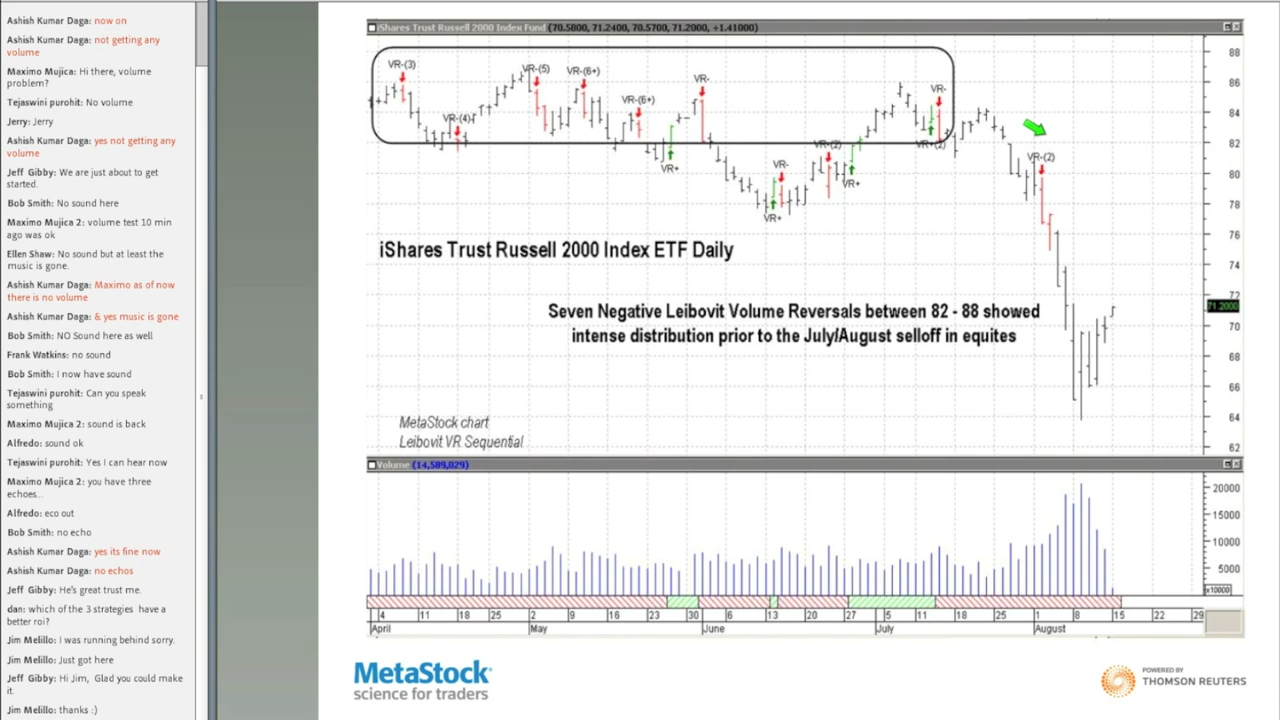 Ashish Kumar Daga: now on
Ashish Kumar Daga: not getting any
volume
Maximo Mujica: Hi there, volume
problem?
Tejaswini purohit: No volume
Jerry: Jerry
Ashish Kumar Daga: yes not getting any
volume
Jeff Gibby: We are just about to get
started.
Bob Smith: No sound here
Maximo Mujica 2: volume test 10 min
ago was ok
Ellen Shaw: No sound but at least the
music is gone.
Ashish Kumar Daga: Maximo as of now
there is no volume
Ashish Kumar Daga: & yes music is gone
Bob Smith: NO Sound here as well
Frank Watkins: no sound
Bob Smith: I now have sound
Tejaswini purohit: Can you speak
something
Maximo Mujica 2: sound is back
Alfredo: sound ok
Tejaswini purohit: Yes I can hear now
Maximo Mujica 2: you have three
echoes...
Alfredo: eco out
Bob Smith: no echo
Ashish Kumar Daga: yes its fine now
Ashish Kumar Daga: no echos
Jeff Gibby: He's great trust me.
dan: which of the 3 strategies have a
better roi?
Jim Melillo: I was running behind sorry.
Jim Melillo: Just got here
Jeff Gibby: Hi Jim, Glad you could make
it.
Jim Melillo: thanks :)
iShares Trust Russell 2000 Index Fund (70.5800, 71.2400, 70.5700, 71.2000, +1.41000)
VR-(3)
VR-(4)
VR-(5)
VR-(6+)
VR-(6+)
VR+
VR-
VR+
VR-
VR-(2)
VR+
VR-
VR+(2)
VR-(2)
88
86
84
82
80
78
76
74
72
71.2000
70
68
66
64
62
iShares Trust Russell 2000 Index ETF Daily
Seven Negative Leibovit Volume Reversals between 82 - 88 showed
intense distribution prior to the July/August selloff in equites
MetaStock chart
Leibovit VR Sequential
Volume (14,589,029)
20000
15000
10000
5000
x10000
4 11 18 25 2 9 16 23 30 6 13 20 27 5 11 18 25 1 8 15 22 29
April May June July August
MetaStock
science for traders
POWERED BY
THOMSON REUTERS